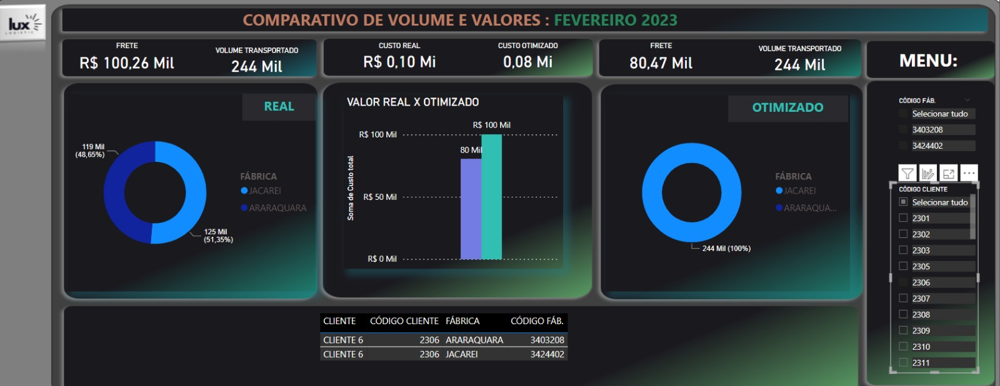 lux
LOGISTIC
COMPARATIVO DE VOLUME E VALORES : FEVEREIRO 2023
FRETE
R$ 100,26 Mil
VOLUME TRANSPORTADO
244 Mil
CUSTO REAL
R$ 0,10 Mi
CUSTO OTIMIZADO
0,08 Mi
FRETE
80,47 Mil
VOLUME TRANSPORTADO
244 Mil
MENU:
REAL
119 Mil
(48,65%)
125 Mil
(51,35%)
FÁBRICA
JACAREI
ARARAQUARA
VALOR REAL X OTIMIZADO
Soma de Custo total
R$ 100 Mil
R$ 50 Mil
R$ 0 Mil
80 Mil
R$ 100 Mil
OTIMIZADO
244 Mil (100%)
FÁBRICA
JACAREI
ARARAQUA...
CÓDIGO FÁB.
Selecionar tudo
3403208
3424402
CÓDIGO CLIENTE
Selecionar tudo
2301
2302
2303
2305
2306
2307
2308
2309
2310
2311
CLIENTE CÓDIGO CLIENTE FÁBRICA CÓDIGO FÁB.
CLIENTE 6 2306 ARARAQUARA 3403208
CLIENTE 6 2306 JACAREI 3424402